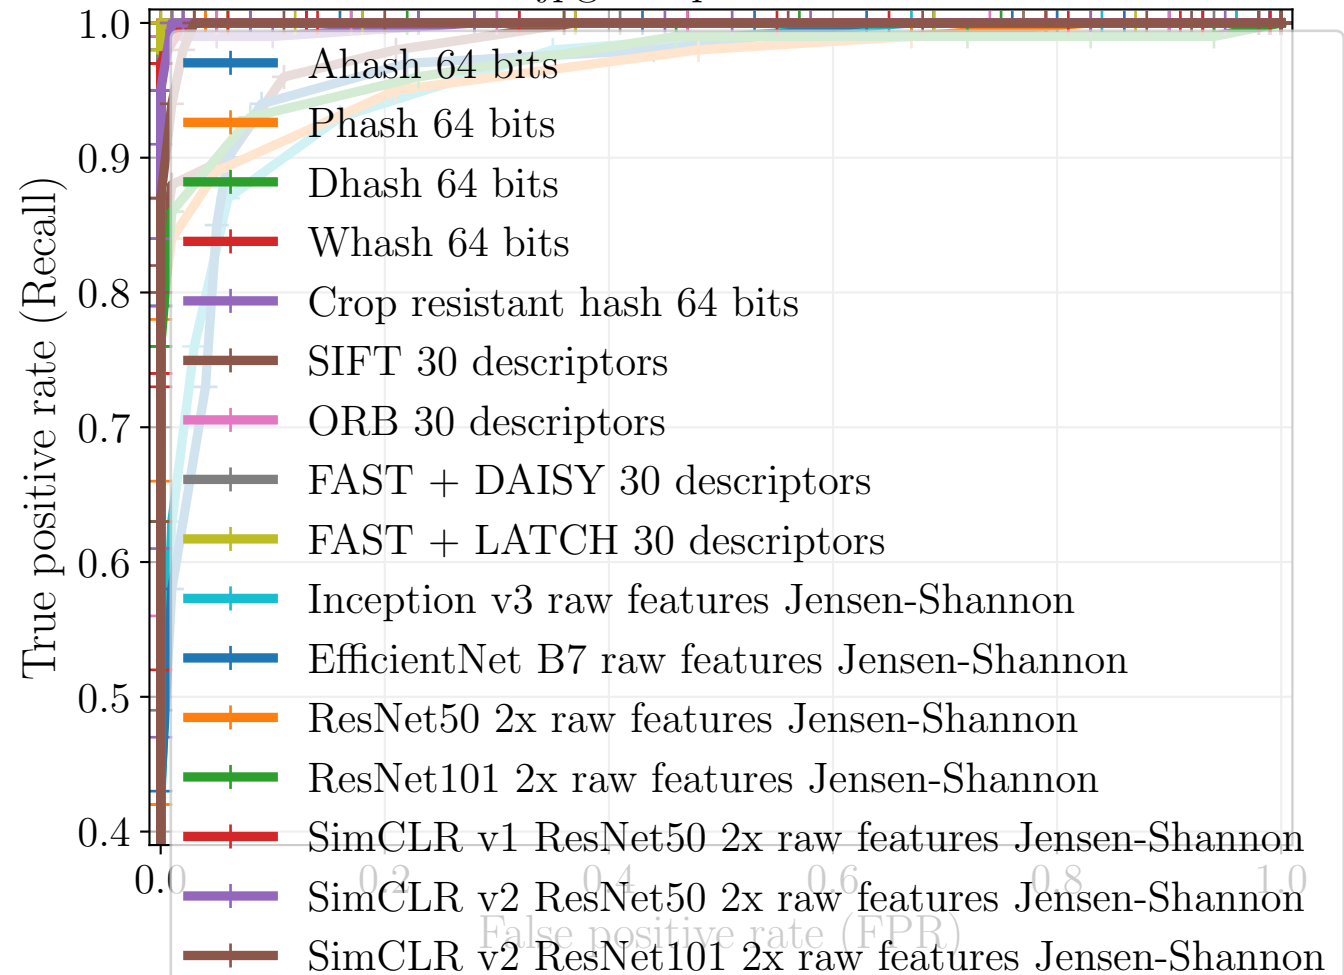 1.0
0.9
0.8
0.7
0.6
0.5
0.4
True positive rate (Recall)
Ahash 64 bits
Phash 64 bits
Dhash 64 bits
Whash 64 bits
Crop resistant hash 64 bits
SIFT 30 descriptors
ORB 30 descriptors
FAST + DAISY 30 descriptors
FAST + LATCH 30 descriptors
Inception v3 raw features Jensen-Shannon
EfficientNet B7 raw features Jensen-Shannon
ResNet50 2x raw features Jensen-Shannon
ResNet101 2x raw features Jensen-Shannon
SimCLR v1 ResNet50 2x raw features Jensen-Shannon
SimCLR v2 ResNet50 2x raw features Jensen-Shannon
SimCLR v2 ResNet101 2x raw features Jensen-Shannon
0.0 0.2 0.4 0.6 0.8 1.0
False positive rate (FPR)